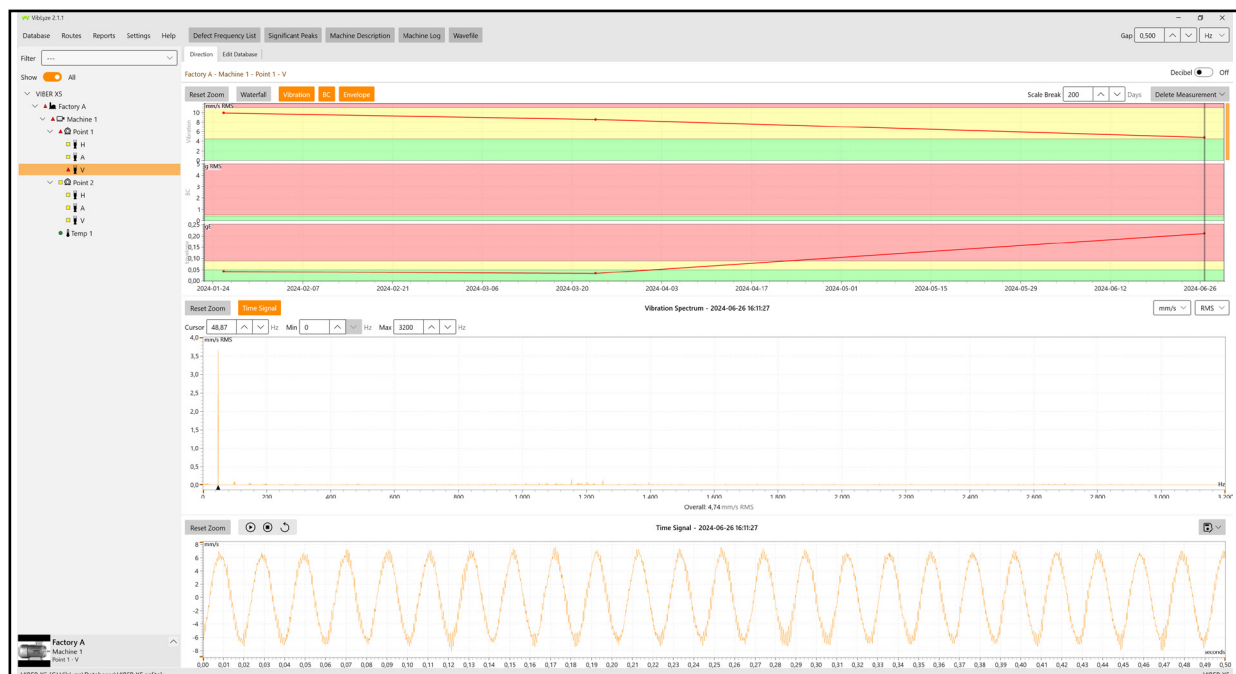 Viblyze 2.1.1
Database Routes Reports Settings Help Defect Frequency List Significant Peaks Machine Description Machine Log Wavefile Gap 0,500 Hz
Filter --- Direction Edit Database
Show All Factory A - Machine 1 - Point 1 - V Decibel Off
VIBER X5 Reset Zoom Waterfall Vibration BC Envelope Scale Break 200 Days Delete Measurement
Factory A
Machine 1
Point 1
H
A
V
Point 2
H
A
V
Temp 1
mm/s RMS
Vibration
10
8
6
4
2
0
g RMS
BC
5
4
3
2
1
0
gE
0,25
0,20
0,15
0,10
0,05
0,00
2024-01-24 2024-02-07 2024-02-21 2024-03-06 2024-03-20 2024-04-03 2024-04-17 2024-05-01 2024-05-15 2024-05-29 2024-06-12 2024-06-26
Reset Zoom Time Signal Vibration Spectrum - 2024-06-26 16:11:27 mm/s RMS
Cursor 48,87 Hz Min 0 Hz Max 3200 Hz
mm/s RMS
4,0
3,5
3,0
2,5
2,0
1,5
1,0
0,5
0,0
Hz
0 200 400 600 800 1 000 1 200 1 400 1 600 1 800 2 000 2 200 2 400 2 600 2 800 3 000 3 200
Overall: 4,74 mm/s RMS
Reset Zoom Time Signal - 2024-06-26 16:11:27
mm/s
8
6
4
2
0
-2
-4
-6
-8
seconds
0,00 0,01 0,02 0,03 0,04 0,05 0,06 0,07 0,08 0,09 0,10 0,11 0,12 0,13 0,14 0,15 0,16 0,17 0,18 0,19 0,20 0,21 0,22 0,23 0,24 0,25 0,26 0,27 0,28 0,29 0,30 0,31 0,32 0,33 0,34 0,35 0,36 0,37 0,38 0,39 0,40 0,41 0,42 0,43 0,44 0,45 0,46 0,47 0,48 0,49 0,50
Factory A
Machine 1
Point 1 - V